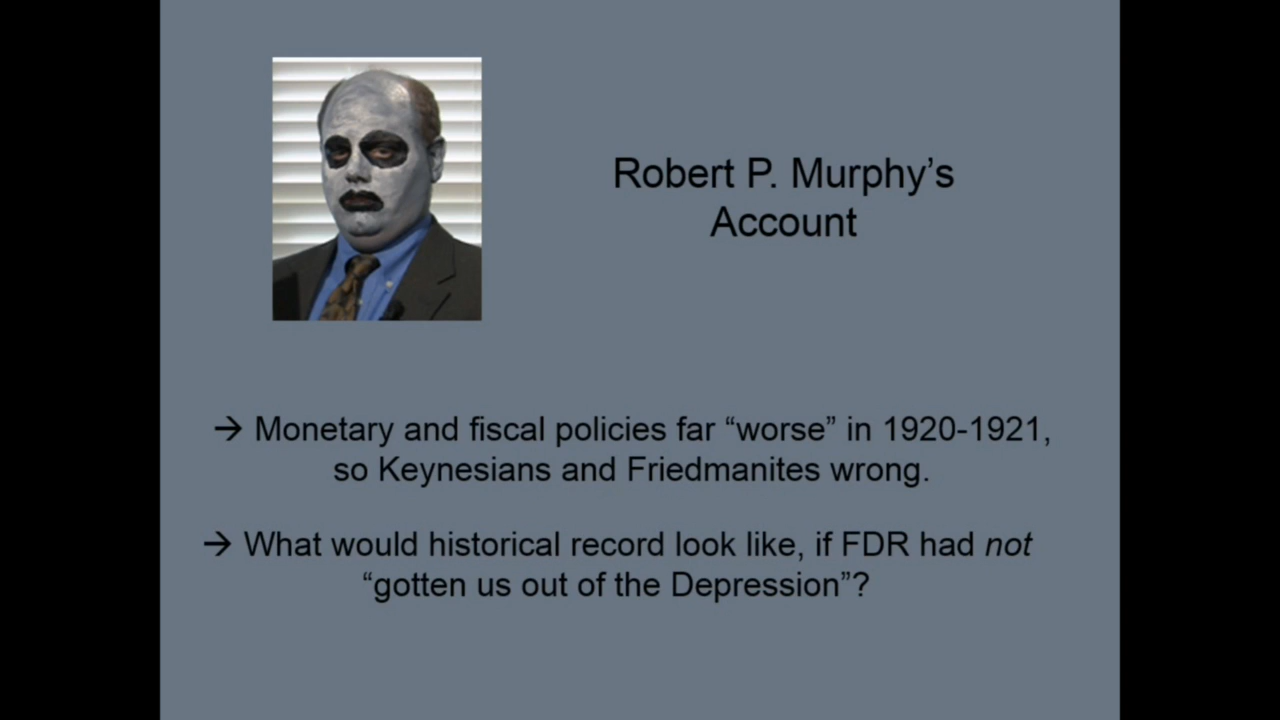 Robert P. Murphy’s
Account
→ Monetary and fiscal policies far “worse” in 1920-1921,
so Keynesians and Friedmanites wrong.
→ What would historical record look like, if FDR had not
“gotten us out of the Depression”?